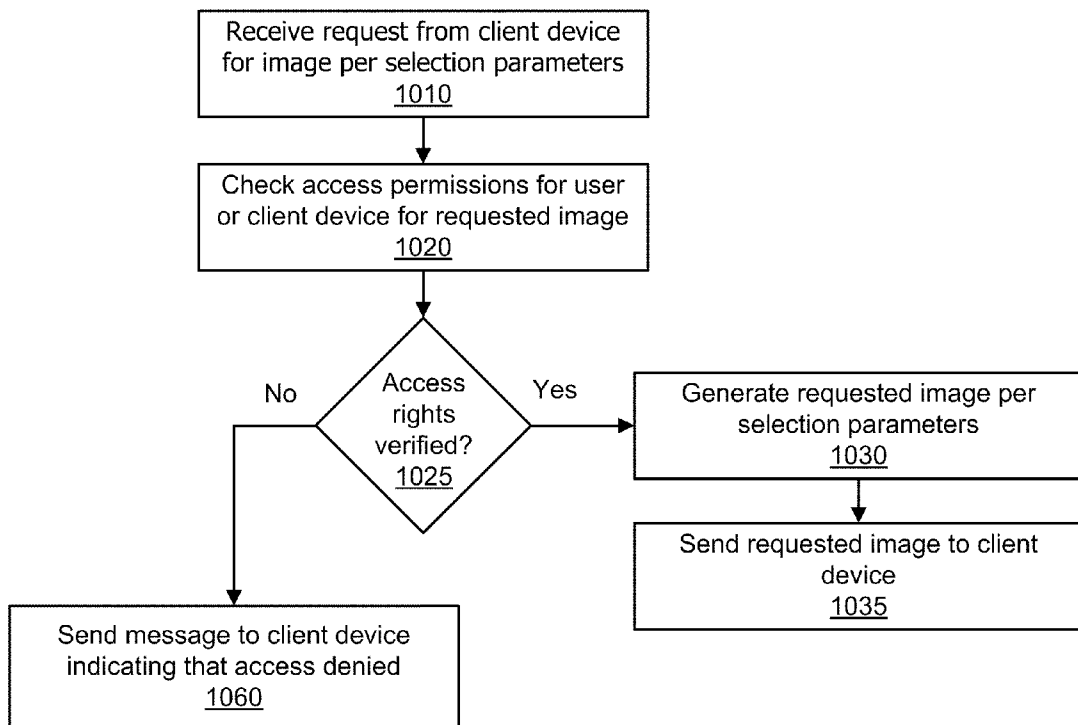 Receive request from client device
for image per selection parameters
1010
Check access permissions for user
or client device for requested image
1020
Access
rights
verified?
1025
No
Yes
Generate requested image per
selection parameters
1030
Send requested image to client
device
1035
Send message to client device
indicating that access denied
1060